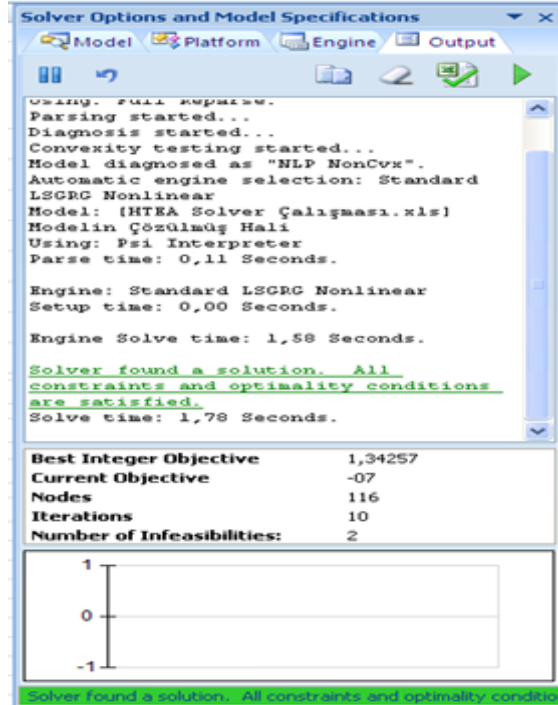 Solver Options and Model Specifications
Model Platform Engine Output
Using: Full Reparse.
Parsing started...
Diagnosis started...
Convexity testing started...
Model diagnosed as "NLP NonCvx".
Automatic engine selection: Standard
LSGRG Nonlinear
Model: [HTEA Solver Çalışması.xls]
Modelin Çözülmüş Hali
Using: Psi Interpreter
Parse time: 0,11 Seconds.
Engine: Standard LSGRG Nonlinear
Setup time: 0,00 Seconds.
Engine Solve time: 1,58 Seconds.
Solver found a solution. All
constraints and optimality conditions
are satisfied.
Solve time: 1,78 Seconds.
Best Integer Objective 1,34257
Current Objective -07
Nodes 116
Iterations 10
Number of Infeasibilities: 2
1
0
-1
Solver found a solution. All constraints and optimality conditio